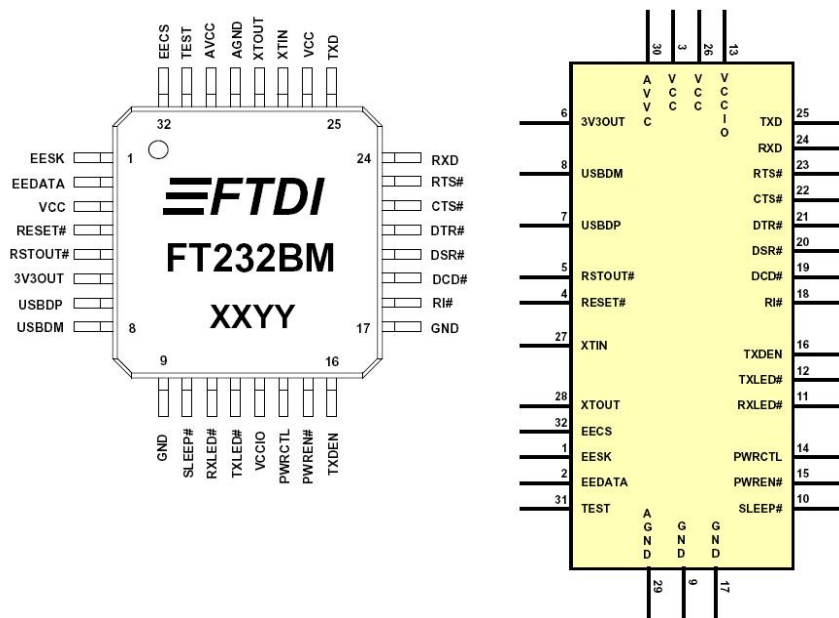 EECS
TEST
AVCC
AGND
XTOUT
XTIN
VCC
TXD
32
25
EESK
EEDATA
VCC
RESET#
RSTOUT#
3V3OUT
USBDP
USBDM
1
8
FTDI
FT232BM
XXYY
24
17
RXD
RTS#
CTS#
DTR#
DSR#
DCD#
RI#
GND
9
16
GND
SLEEP#
RXLED#
TXLED#
VCCIO
PWRCTL
PWREN#
TXDEN
30
3
26
13
AVVC
VCC
VCC
VCCIO
6 3V3OUT
8 USBDM
7 USBDP
5 RSTOUT#
4 RESET#
27 XTIN
28 XTOUT
32 EECS
1 EESK
2 EEDATA
31 TEST
TXD 25
RXD 24
RTS# 23
CTS# 22
DTR# 21
DSR# 20
DCD# 19
RI# 18
TXDEN 16
TXLED# 12
RXLED# 11
PWRCTL 14
PWREN# 15
SLEEP# 10
AGND
GND
GND
29
9
17